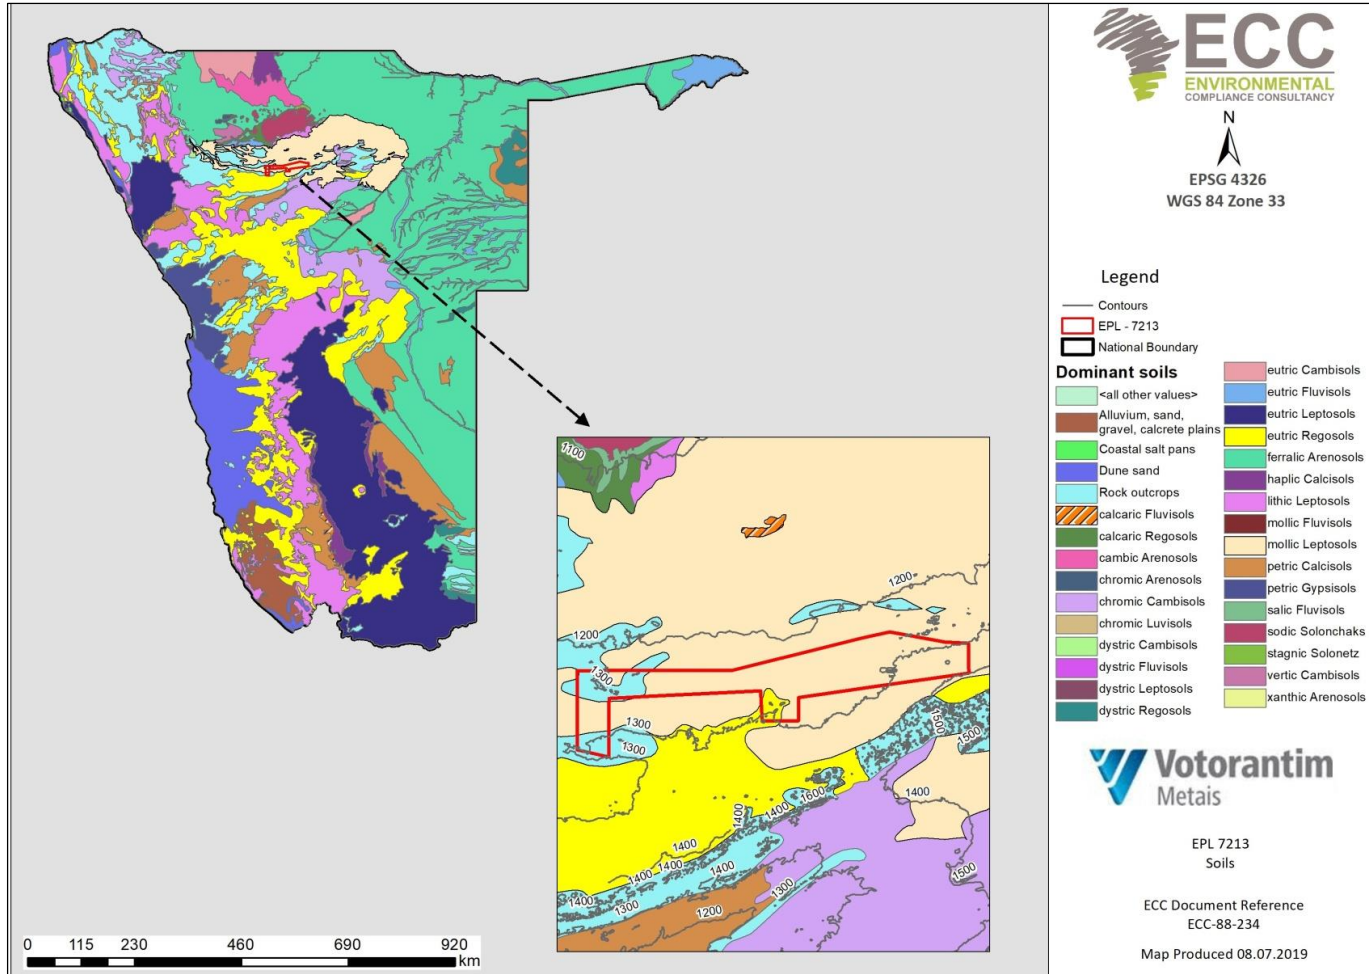 ECC
ENVIRONMENTAL
COMPLIANCE CONSULTANCY
N
EPSG 4326
WGS 84 Zone 33
Legend
Contours
EPL - 7213
National Boundary
Dominant soils
<all other values>
Alluvium, sand,
gravel, calcrete plains
Coastal salt pans
Dune sand
Rock outcrops
calcaric Fluvisols
calcaric Regosols
cambic Arenosols
chromic Arenosols
chromic Cambisols
chromic Luvisols
dystric Cambisols
dystric Fluvisols
dystric Leptosols
dystric Regosols
eutric Cambisols
eutric Fluvisols
eutric Leptosols
eutric Regosols
ferralic Arenosols
haplic Calcisols
lithic Leptosols
mollic Fluvisols
mollic Leptosols
petric Calcisols
petric Gypsisols
salic Fluvisols
sodic Solonchaks
stagnic Solonetz
vertic Cambisols
xanthic Arenosols
1100
1200
1200
1300
1300
1300
1500
1500
1400
1600
1400
1400
1400
1400
1400
1400
1400
1300
1200
1300
1500
0 115 230 460 690 920
km
Votorantim
Metais
EPL 7213
Soils
ECC Document Reference
ECC-88-234
Map Produced 08.07.2019